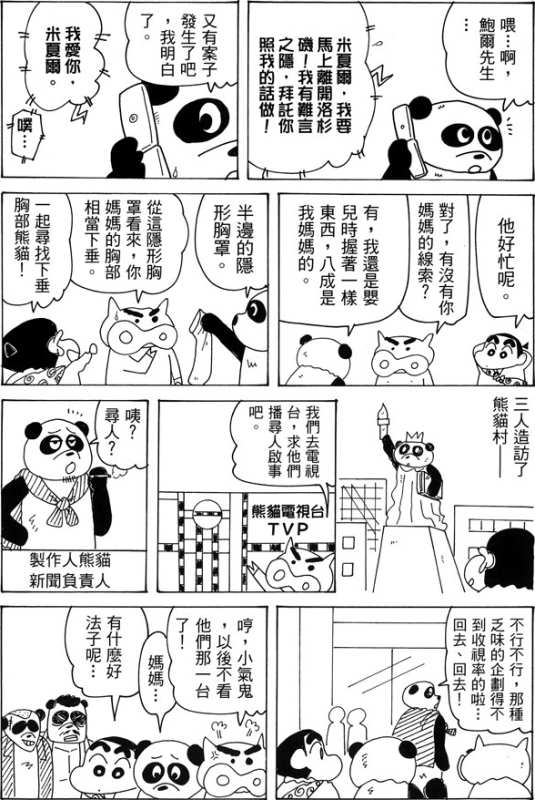 喂…啊，
鮑爾先生
…
米夏爾，我要
馬上離開洛杉
磯！我有難言
之隱，拜託你
照我的話做！
又有案子
發生了吧
，我明白
了。
我愛你，
米夏爾。
噗…
他好忙呢。
對了，有沒有你
媽媽的線索？
有，我還是嬰
兒時握著一樣
東西，八成是
我媽媽的。
半邊的隱
形胸罩。
從這隱形胸
罩看來，你
媽媽的胸部
相當下垂。
一起尋找下垂
胸部熊貓！
三人造訪了
熊貓村——
我們去電視
台，求他們
播尋人啟事
吧。
熊貓電視台
TVP
咦？
尋人？
製作人熊貓
新聞負責人
不行不行，那種
乏味的企劃得不
到收視率的啦…
回去、回去！
哼，小氣鬼
，以後不看
他們那一台
了！
媽媽…
有什麼好
法子呢…